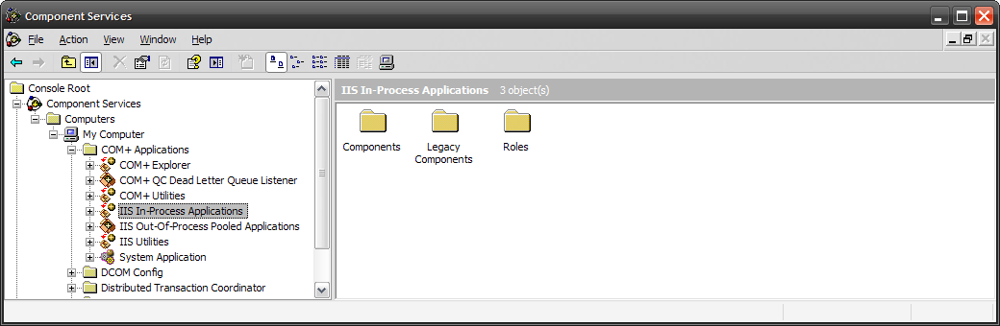 Component Services
File Action View Window Help
Console Root
Component Services
Computers
My Computer
COM+ Applications
COM+ Explorer
COM+ QC Dead Letter Queue Listener
COM+ Utilities
IIS In-Process Applications
IIS Out-Of-Process Pooled Applications
IIS Utilities
System Application
DCOM Config
Distributed Transaction Coordinator
IIS In-Process Applications 3 object(s)
Components
Legacy
Components
Roles